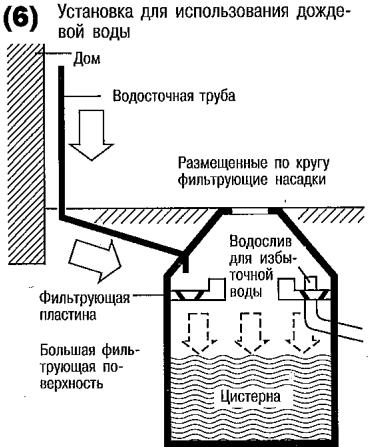 (6) Установка для использования дожде-
вой воды
Дом
Водосточная труба
Размещенные по кругу
фильтрующие насадки
Водослив
для избы-
точной
воды
Фильтрующая
пластина
Большая филь-
трующая по-
верхность
Цистерна